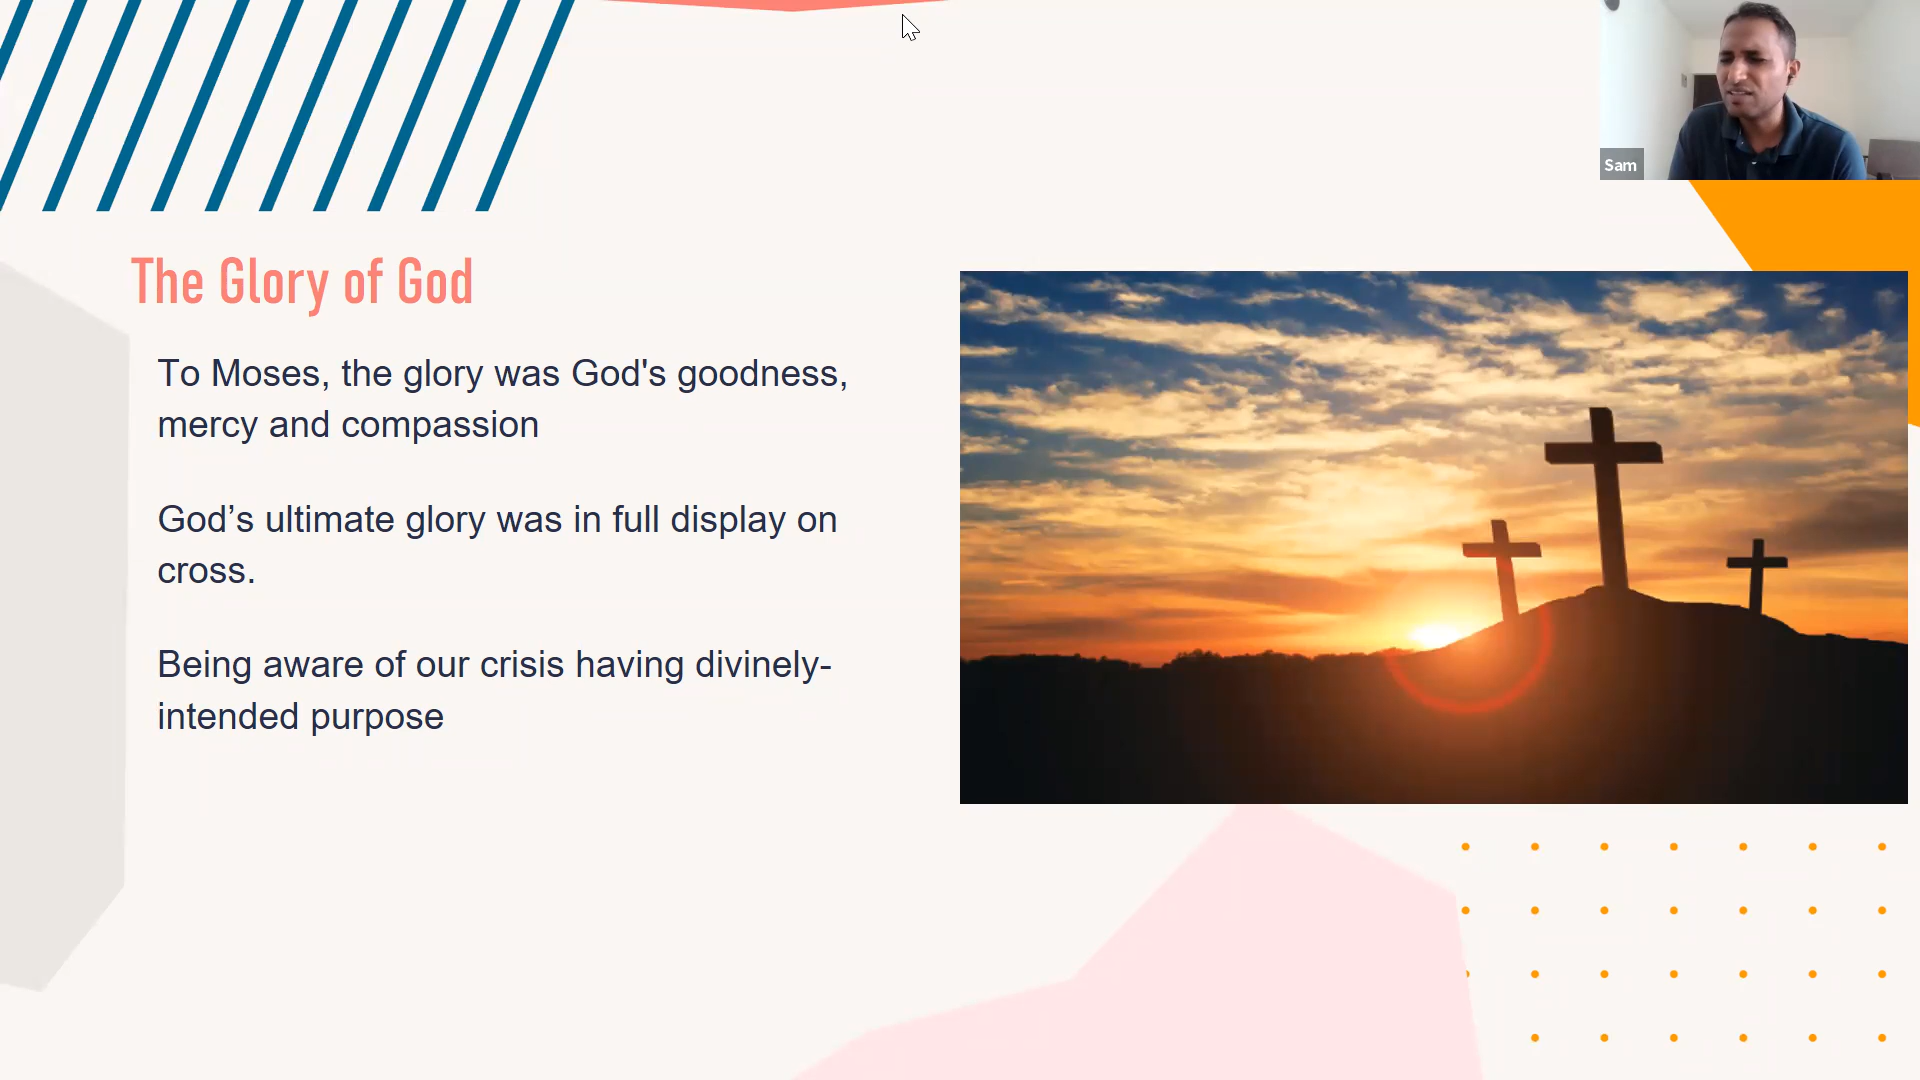 Sam
The Glory of God
To Moses, the glory was God's goodness,
mercy and compassion
God’s ultimate glory was in full display on
cross.
Being aware of our crisis having divinely-
intended purpose